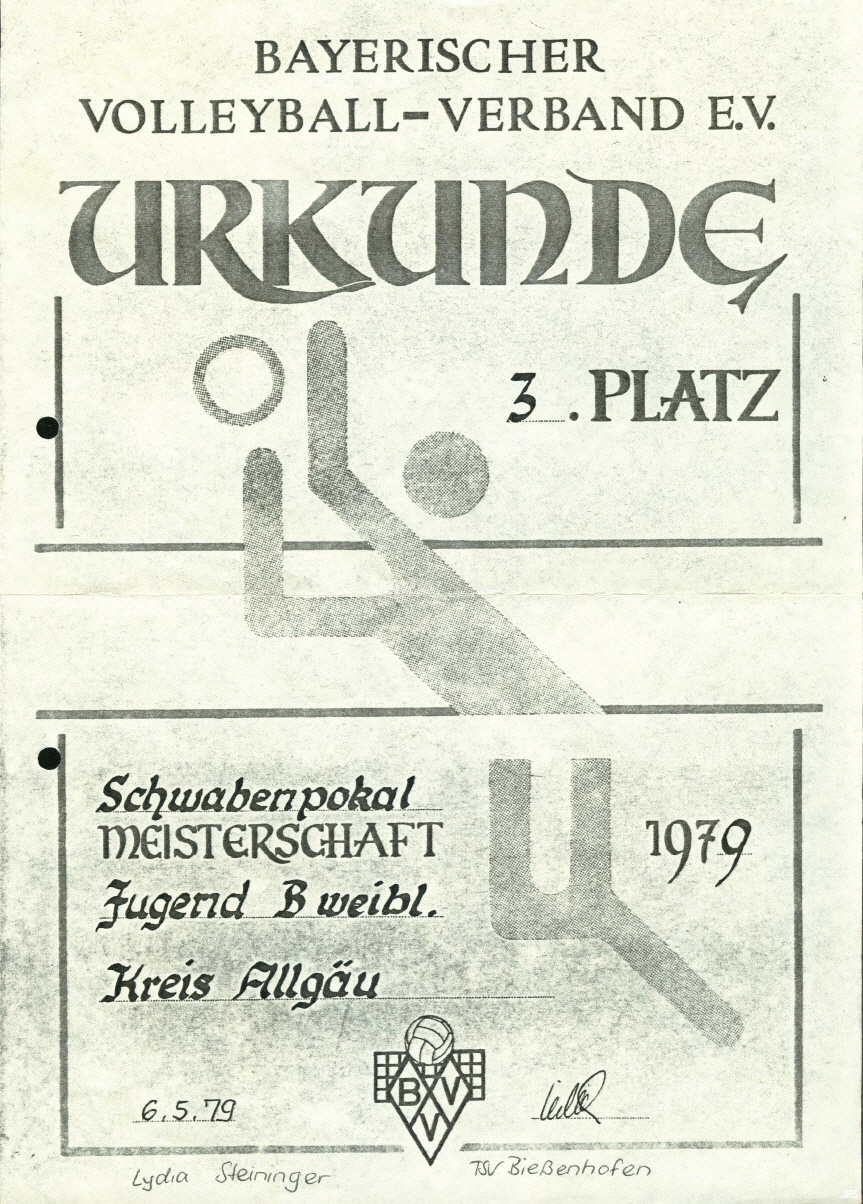 BAYERISCHER
VOLLEYBALL-VERBAND E.V.
URKUNDE
3. PLATZ
Schwabenpokal
MEISTERSCHAFT 1979
Jugend B weibl.
Kreis Allgäu
BVV
6.5.79
Lydia Steininger TSV Bießenhofen